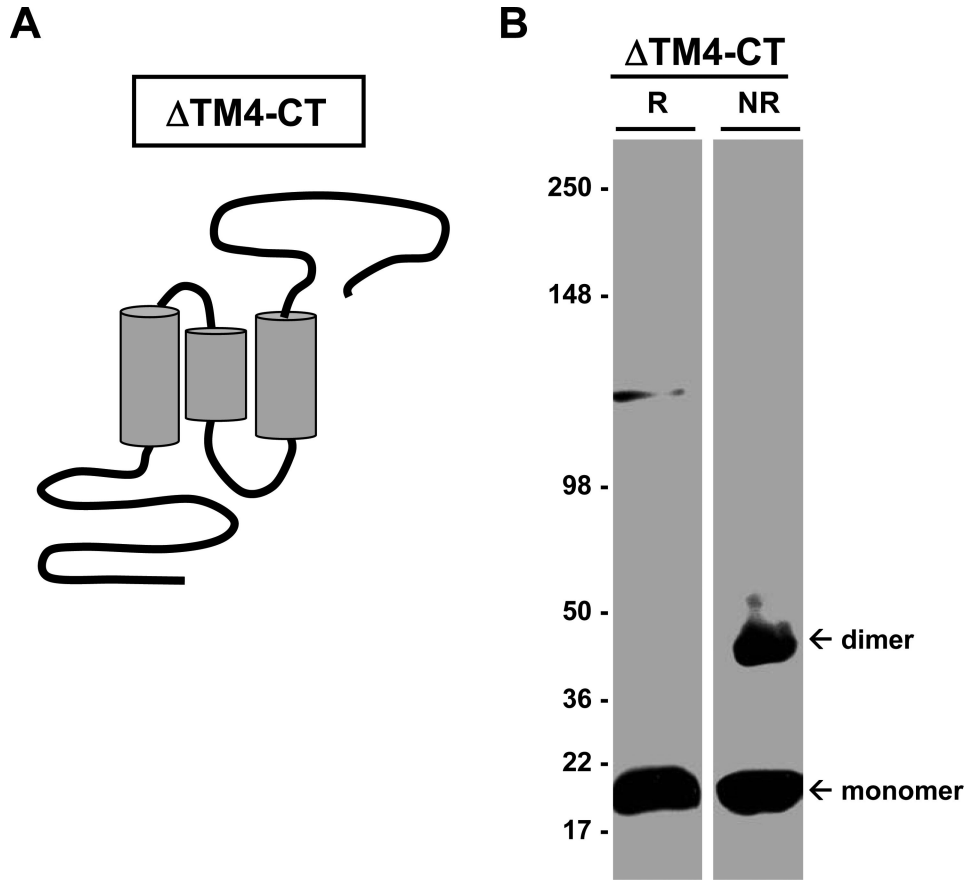 A
ΔTM4-CT
B
ΔTM4-CT
R NR
250 -
148 -
98 -
50 -
← dimer
36 -
22 -
← monomer
17 -